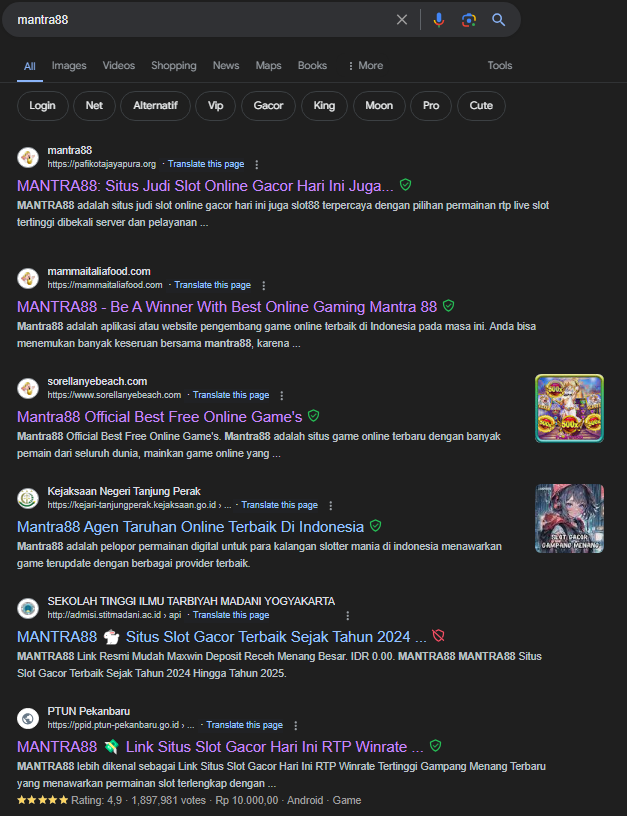 mantra88
All Images Videos Shopping News Maps Books More Tools
Login Net Alternatif Vip Gacor King Moon Pro Cute
mantra88
https://pafikotajayapura.org · Translate this page
MANTRA88: Situs Judi Slot Online Gacor Hari Ini Juga...
MANTRA88 adalah situs judi slot online gacor hari ini juga slot88 terpercaya dengan pilihan permainan rtp live slot
tertinggi dibekali server dan pelayanan ...
mammaitaliafood.com
https://mammaitaliafood.com · Translate this page
MANTRA88 - Be A Winner With Best Online Gaming Mantra 88
Mantra88 adalah aplikasi atau website pengembang game online terbaik di Indonesia pada masa ini. Anda bisa
menemukan banyak keseruan bersama mantra88, karena ...
sorellanyebeach.com
https://www.sorellanyebeach.com · Translate this page
Mantra88 Official Best Free Online Game's
Mantra88 Official Best Free Online Game's. Mantra88 adalah situs game online terbaru dengan banyak
pemain dari seluruh dunia, mainkan game online yang ...
500x
500x
500x
500x
Kejaksaan Negeri Tanjung Perak
https://kejari-tanjungperak.kejaksaan.go.id › ... · Translate this page
Mantra88 Agen Taruhan Online Terbaik Di Indonesia
Mantra88 adalah pelopor permainan digital untuk para kalangan slotter mania di indonesia menawarkan
game terupdate dengan berbagai provider terbaik.
SLOT GACOR
GAMPANG MENANG
SEKOLAH TINGGI ILMU TARBIYAH MADANI YOGYAKARTA
http://admisi.stitmadani.ac.id › api · Translate this page
MANTRA88 🐁 Situs Slot Gacor Terbaik Sejak Tahun 2024 ...
MANTRA88 Link Resmi Mudah Maxwin Deposit Receh Menang Besar. IDR 0.00. MANTRA88 MANTRA88 Situs
Slot Gacor Terbaik Sejak Tahun 2024 Hingga Tahun 2025.
PTUN Pekanbaru
https://ppid.ptun-pekanbaru.go.id › ... · Translate this page
MANTRA88 💸 Link Situs Slot Gacor Hari Ini RTP Winrate ...
MANTRA88 lebih dikenal sebagai Link Situs Slot Gacor Hari Ini RTP Winrate Tertinggi Gampang Menang Terbaru
yang menawarkan permainan slot terlengkap dengan ...
★★★★★ Rating: 4,9 · 1,897,981 votes · Rp 10.000,00 · Android · Game